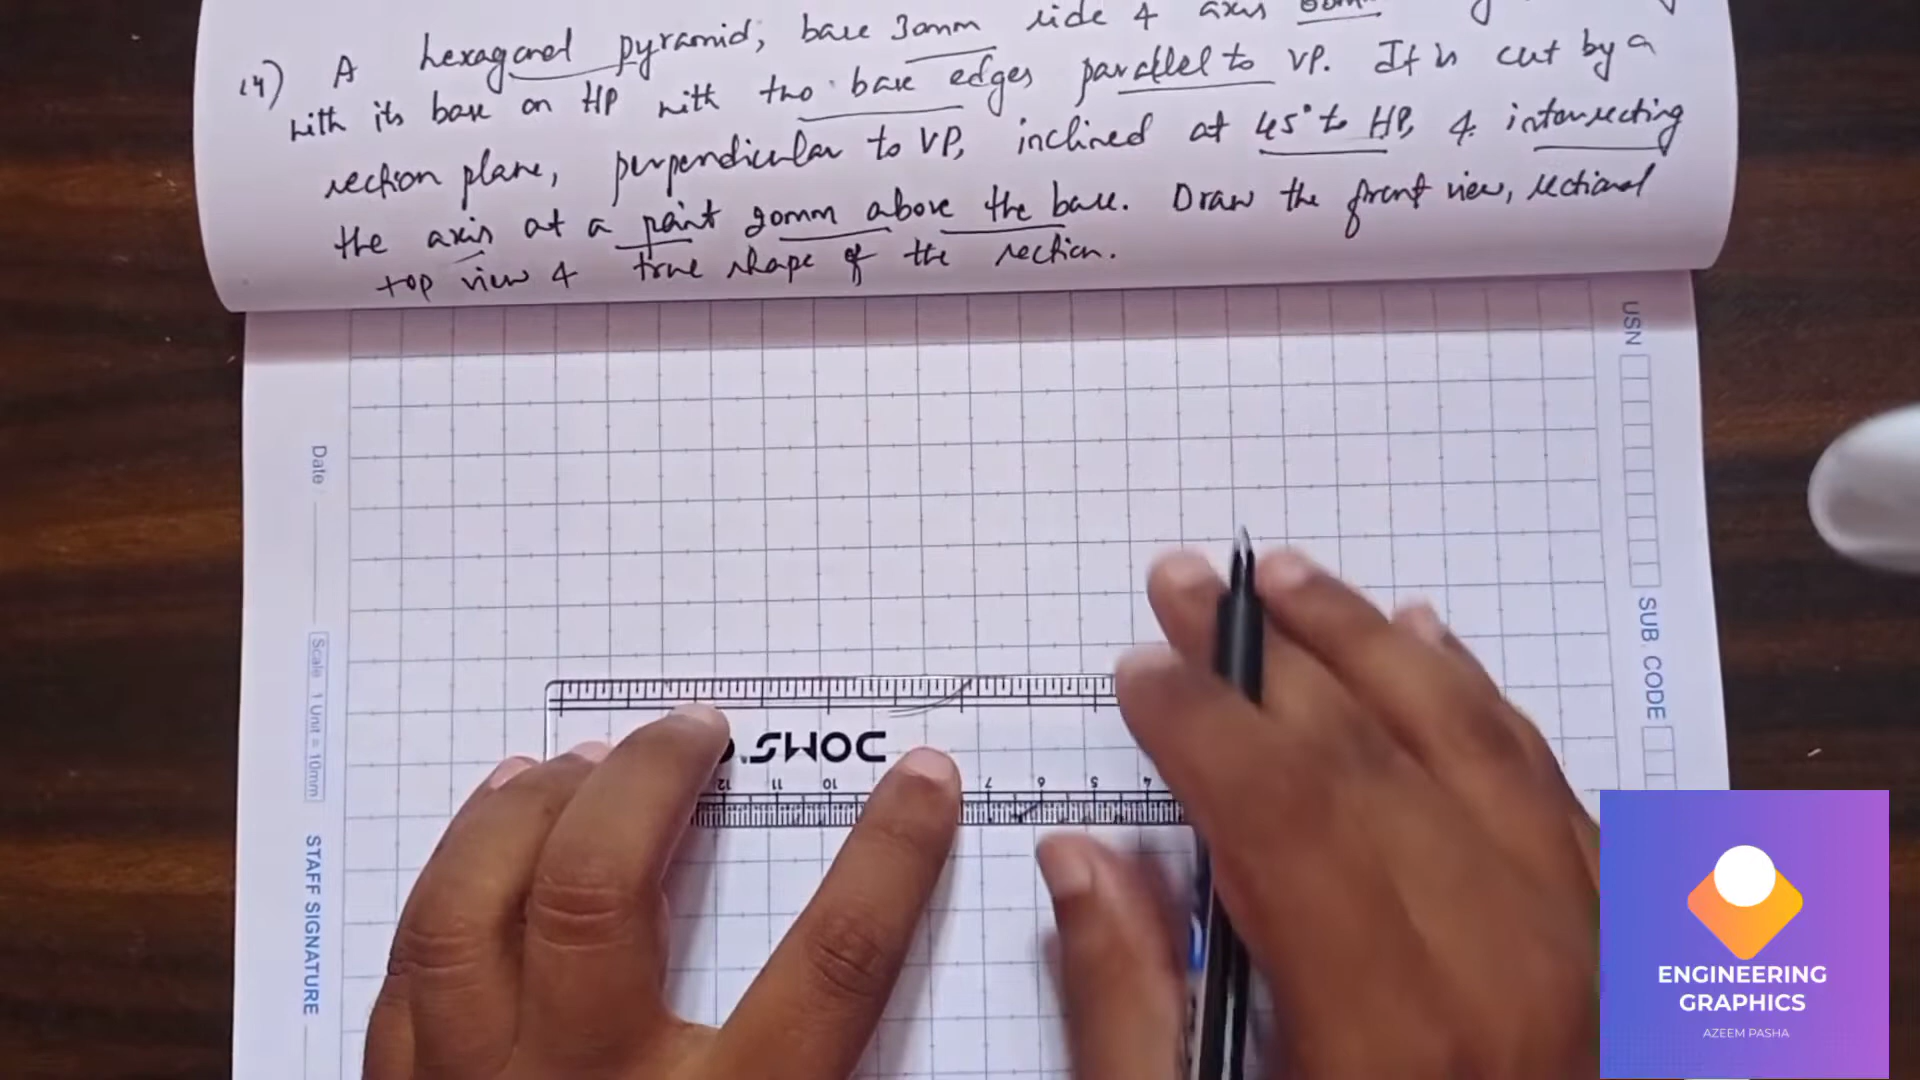 14) A hexagonal pyramid, base 30mm side & axis
with its base on HP with two base edges parallel to VP. It is cut by a
section plane, perpendicular to VP, inclined at 45° to HP, & intersecting
the axis at a point 20mm above the base. Draw the front view, sectional
top view & true shape of the section.
USN
SUB. CODE
Date
Scale 1 Unit = 10mm
STAFF SIGNATURE
DOMS
12 11 10 7 6 5 4
ENGINEERING
GRAPHICS
AZEEM PASHA